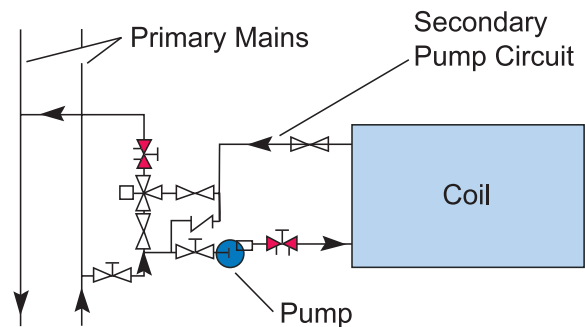 Primary Mains
Secondary
Pump Circuit
Coil
Pump